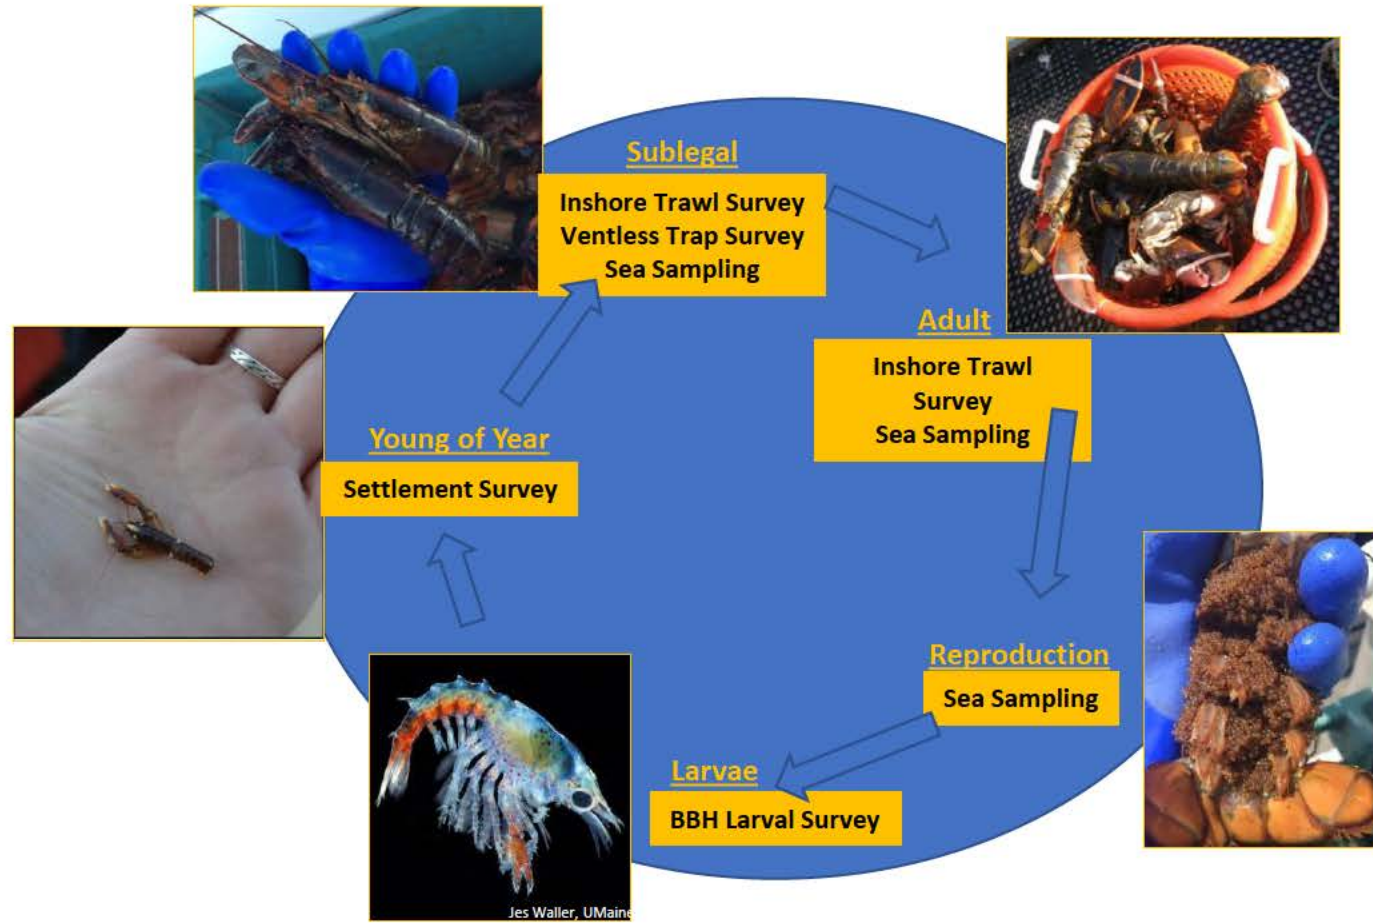 Sublegal
Inshore Trawl Survey
Ventless Trap Survey
Sea Sampling
Adult
Inshore Trawl
Survey
Sea Sampling
Young of Year
Settlement Survey
Reproduction
Sea Sampling
Larvae
BBH Larval Survey
Jes Waller, UMaine